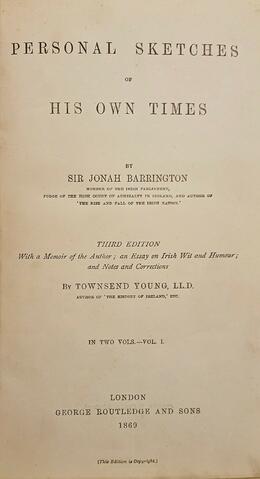 PERSONAL SKETCHES
OF
HIS OWN TIMES
BY
SIR JONAH BARRINGTON
MEMBER OF THE IRISH PARLIAMENT,
JUDGE OF THE HIGH COURT OF ADMIRALTY IN IRELAND, AND AUTHOR OF
'THE RISE AND FALL OF THE IRISH NATION.'
THIRD EDITION
With a Memoir of the Author; an Essay on Irish Wit and Humour;
and Notes and Corrections
BY TOWNSEND YOUNG, LL.D.
AUTHOR OF 'THE HISTORY OF IRELAND,' ETC.
IN TWO VOLS.—VOL. I.
LONDON
GEORGE ROUTLEDGE AND SONS
1869
(This Edition is Copyright.)